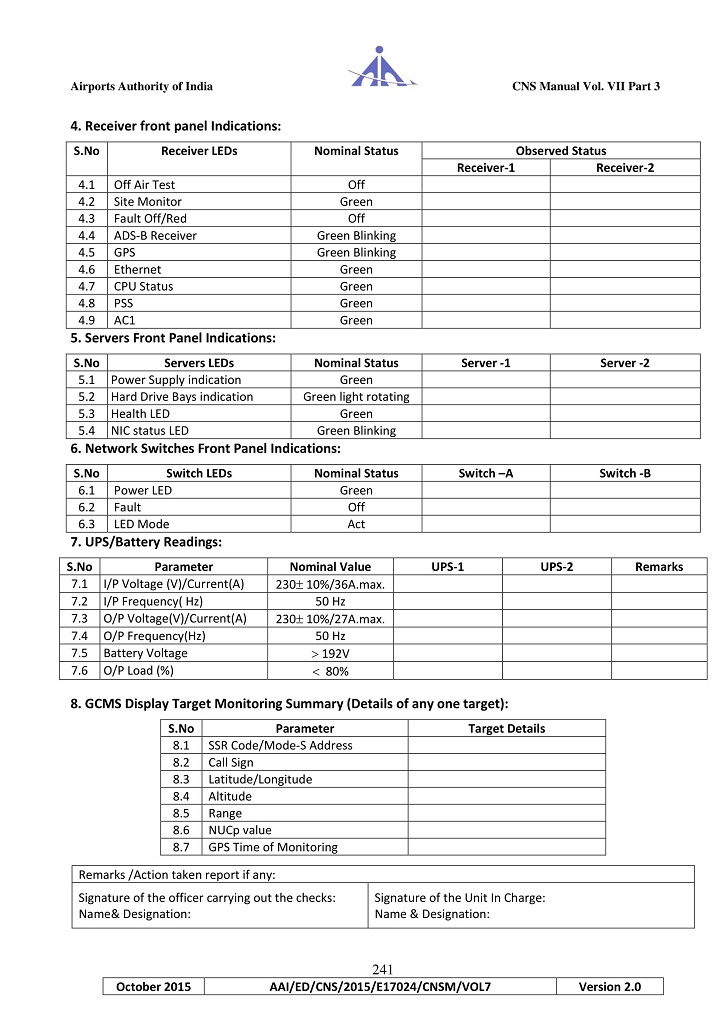 Airports Authority of India CNS Manual Vol. VII Part 3
4. Receiver front panel Indications:
S.No Receiver LEDs Nominal Status Observed Status
Receiver-1 Receiver-2
4.1 Off Air Test Off
4.2 Site Monitor Green
4.3 Fault Off/Red Off
4.4 ADS-B Receiver Green Blinking
4.5 GPS Green Blinking
4.6 Ethernet Green
4.7 CPU Status Green
4.8 PSS Green
4.9 AC1 Green
5. Servers Front Panel Indications:
S.No Servers LEDs Nominal Status Server -1 Server -2
5.1 Power Supply indication Green
5.2 Hard Drive Bays indication Green light rotating
5.3 Health LED Green
5.4 NIC status LED Green Blinking
6. Network Switches Front Panel Indications:
S.No Switch LEDs Nominal Status Switch –A Switch -B
6.1 Power LED Green
6.2 Fault Off
6.3 LED Mode Act
7. UPS/Battery Readings:
S.No Parameter Nominal Value UPS-1 UPS-2 Remarks
7.1 I/P Voltage (V)/Current(A) 230± 10%/36A.max.
7.2 I/P Frequency( Hz) 50 Hz
7.3 O/P Voltage(V)/Current(A) 230± 10%/27A.max.
7.4 O/P Frequency(Hz) 50 Hz
7.5 Battery Voltage > 192V
7.6 O/P Load (%) < 80%
8. GCMS Display Target Monitoring Summary (Details of any one target):
S.No Parameter Target Details
8.1 SSR Code/Mode-S Address
8.2 Call Sign
8.3 Latitude/Longitude
8.4 Altitude
8.5 Range
8.6 NUCp value
8.7 GPS Time of Monitoring
Remarks /Action taken report if any:
Signature of the officer carrying out the checks: Signature of the Unit In Charge:
Name& Designation: Name & Designation:
241
October 2015 AAI/ED/CNS/2015/E17024/CNSM/VOL7 Version 2.0